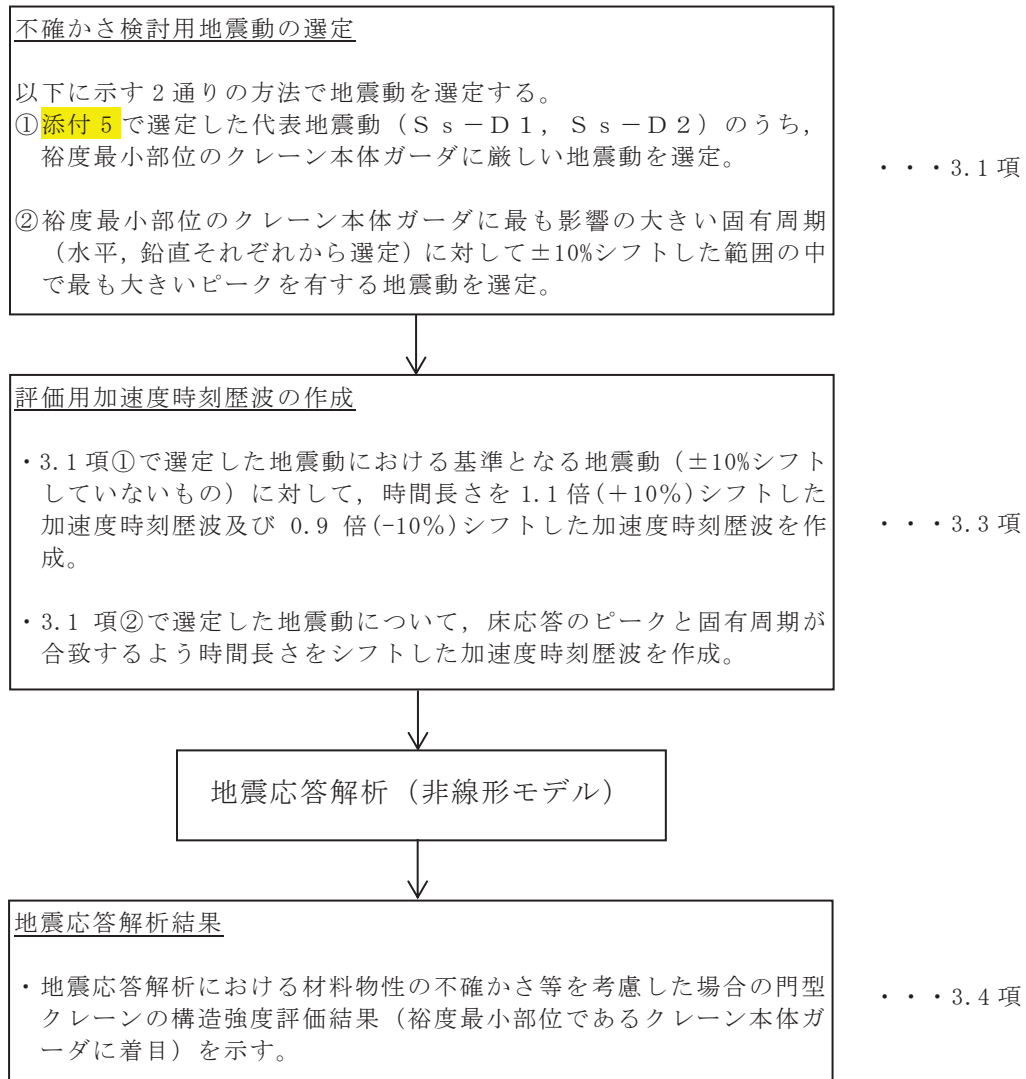 不確かさ検討用地震動の選定
以下に示す2通りの方法で地震動を選定する。
①添付5で選定した代表地震動（Ｓｓ－Ｄ１，Ｓｓ－Ｄ２）のうち，
裕度最小部位のクレーン本体ガーダに厳しい地震動を選定。
・・・3.1項
②裕度最小部位のクレーン本体ガーダに最も影響の大きい固有周期
（水平，鉛直それぞれから選定）に対して±10%シフトした範囲の中
で最も大きいピークを有する地震動を選定。
評価用加速度時刻歴波の作成
・3.1項①で選定した地震動における基準となる地震動（±10%シフト
していないもの）に対して，時間長さを1.1倍(＋10%)シフトした
加速度時刻歴波及び0.9倍(-10%)シフトした加速度時刻歴波を作
成。
・・・3.3項
・3.1項②で選定した地震動について，床応答のピークと固有周期が
合致するよう時間長さをシフトした加速度時刻歴波を作成。
地震応答解析（非線形モデル）
地震応答解析結果
・地震応答解析における材料物性の不確かさ等を考慮した場合の門型
クレーンの構造強度評価結果（裕度最小部位であるクレーン本体ガ
ーダに着目）を示す。
・・・3.4項